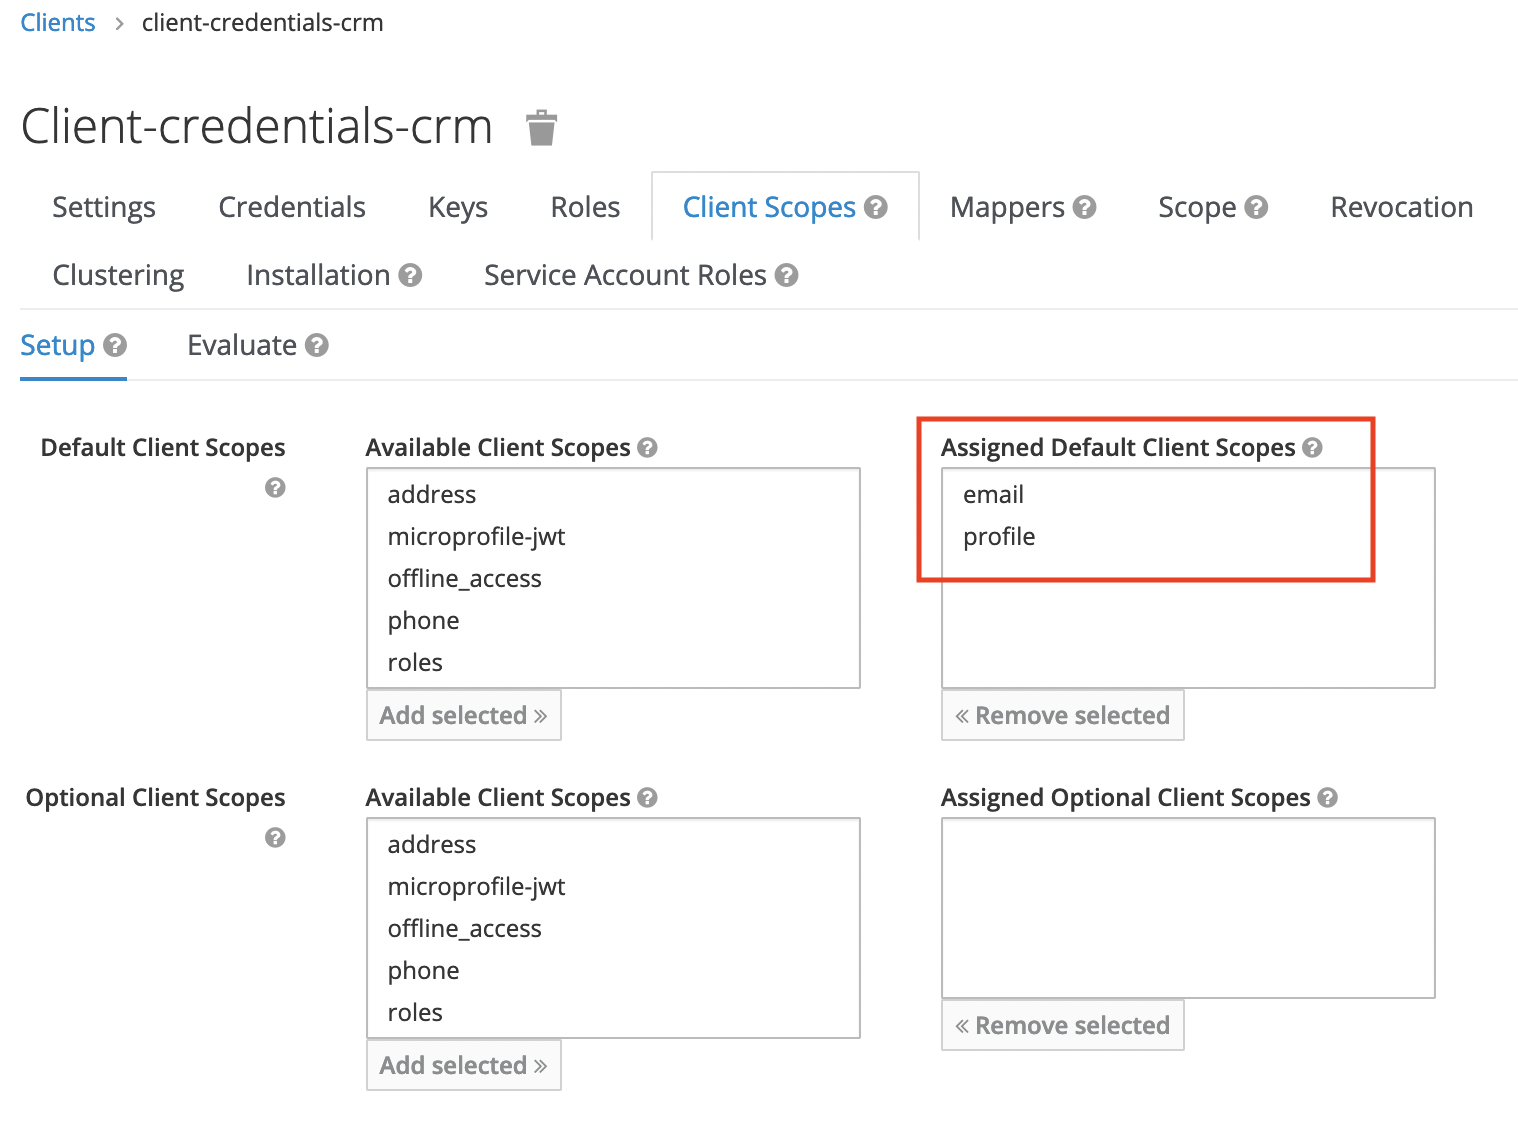 Clients > client-credentials-crm
Client-credentials-crm
Settings Credentials Keys Roles Client Scopes ? Mappers ? Scope ? Revocation
Clustering Installation ? Service Account Roles ?
Setup ? Evaluate ?
Default Client Scopes ?
Available Client Scopes ?
address
microprofile-jwt
offline_access
phone
roles
Add selected »
Assigned Default Client Scopes ?
email
profile
« Remove selected
Optional Client Scopes ?
Available Client Scopes ?
address
microprofile-jwt
offline_access
phone
roles
Add selected »
Assigned Optional Client Scopes ?
« Remove selected